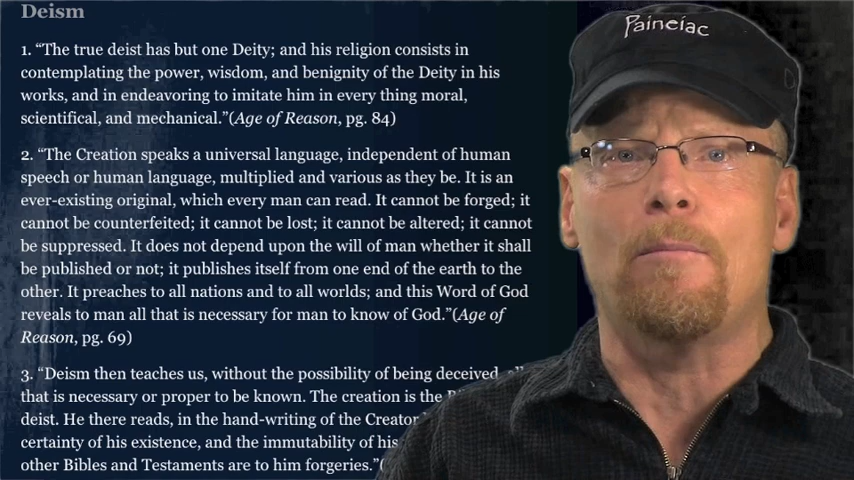 Deism
1. “The true deist has but one Deity; and his religion consists in
contemplating the power, wisdom, and benignity of the Deity in his
works, and in endeavoring to imitate him in every thing moral,
scientifical, and mechanical.”(Age of Reason, pg. 84)
2. “The Creation speaks a universal language, independent of human
speech or human language, multiplied and various as they be. It is an
ever-existing original, which every man can read. It cannot be forged; it
cannot be counterfeited; it cannot be lost; it cannot be altered; it cannot
be suppressed. It does not depend upon the will of man whether it shall
be published or not; it publishes itself from one end of the earth to the
other. It preaches to all nations and to all worlds; and this Word of God
reveals to man all that is necessary for man to know of God.”(Age of
Reason, pg. 69)
3. “Deism then teaches us, without the possibility of being deceived,
that is necessary or proper to be known. The creation is the
deist. He there reads, in the hand-writing of the Creator
certainty of his existence, and the immutability of his
other Bibles and Testaments are to him forgeries.”(
Paineiac